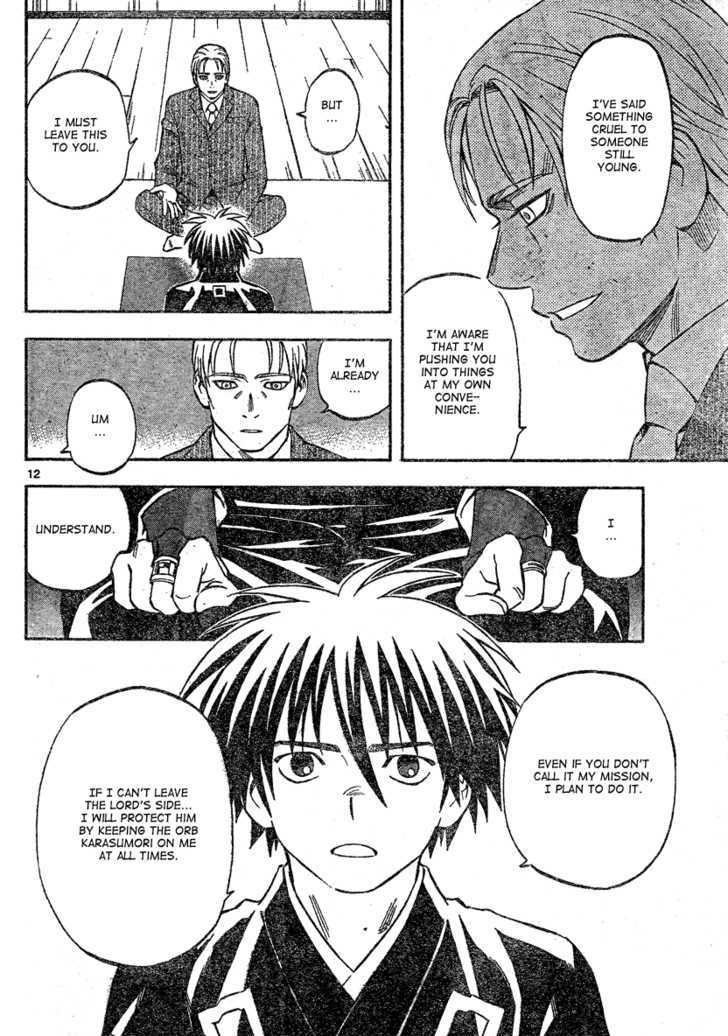 I'VE SAID
SOMETHING
CRUEL TO
SOMEONE
STILL
YOUNG.
I'M AWARE
THAT I'M
PUSHING YOU
INTO THINGS
AT MY OWN
CONVE-
NIENCE.
BUT
...
I MUST
LEAVE THIS
TO YOU.
I'M
ALREADY
...
UM
...
12
I
...
UNDERSTAND.
EVEN IF YOU DON'T
CALL IT MY MISSION,
I PLAN TO DO IT.
IF I CAN'T LEAVE
THE LORD'S SIDE...
I WILL PROTECT HIM
BY KEEPING THE ORB
KARASUMORI ON ME
AT ALL TIMES.